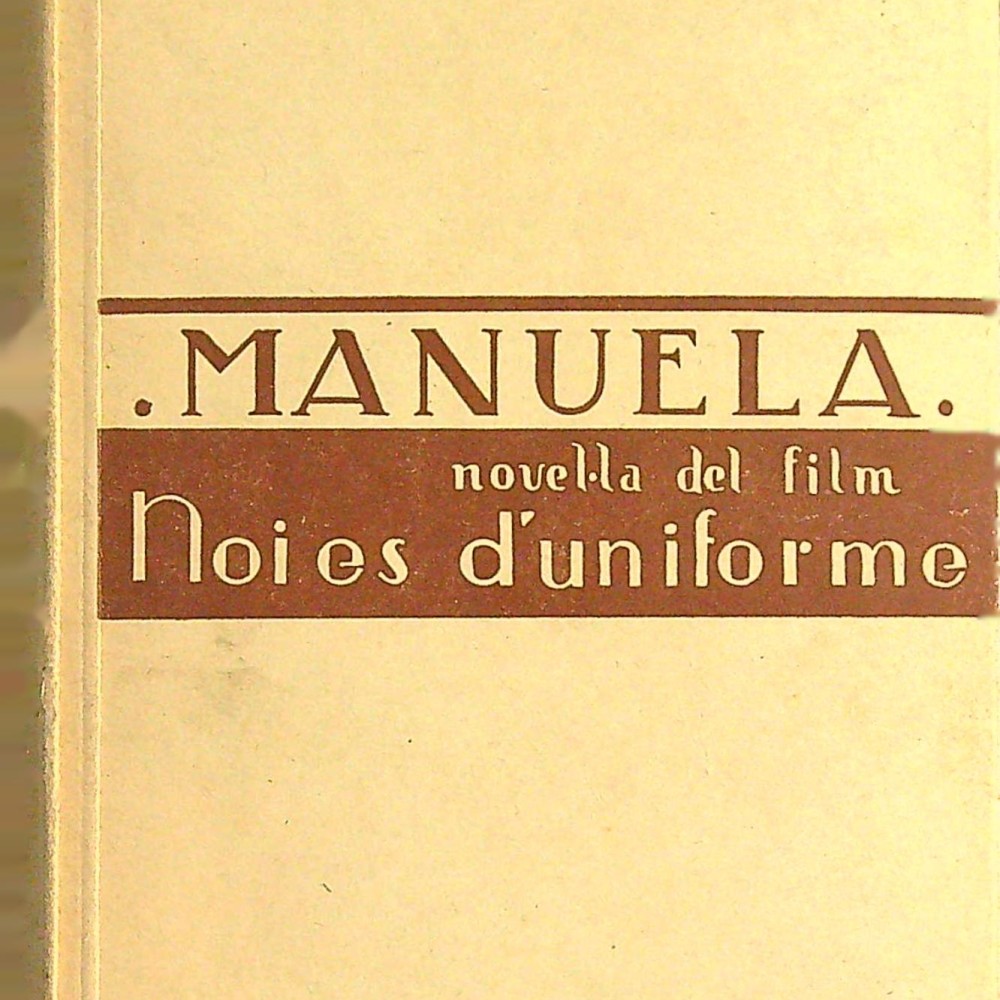 .MANUELA.
novel·la del film
Noies d'uniforme